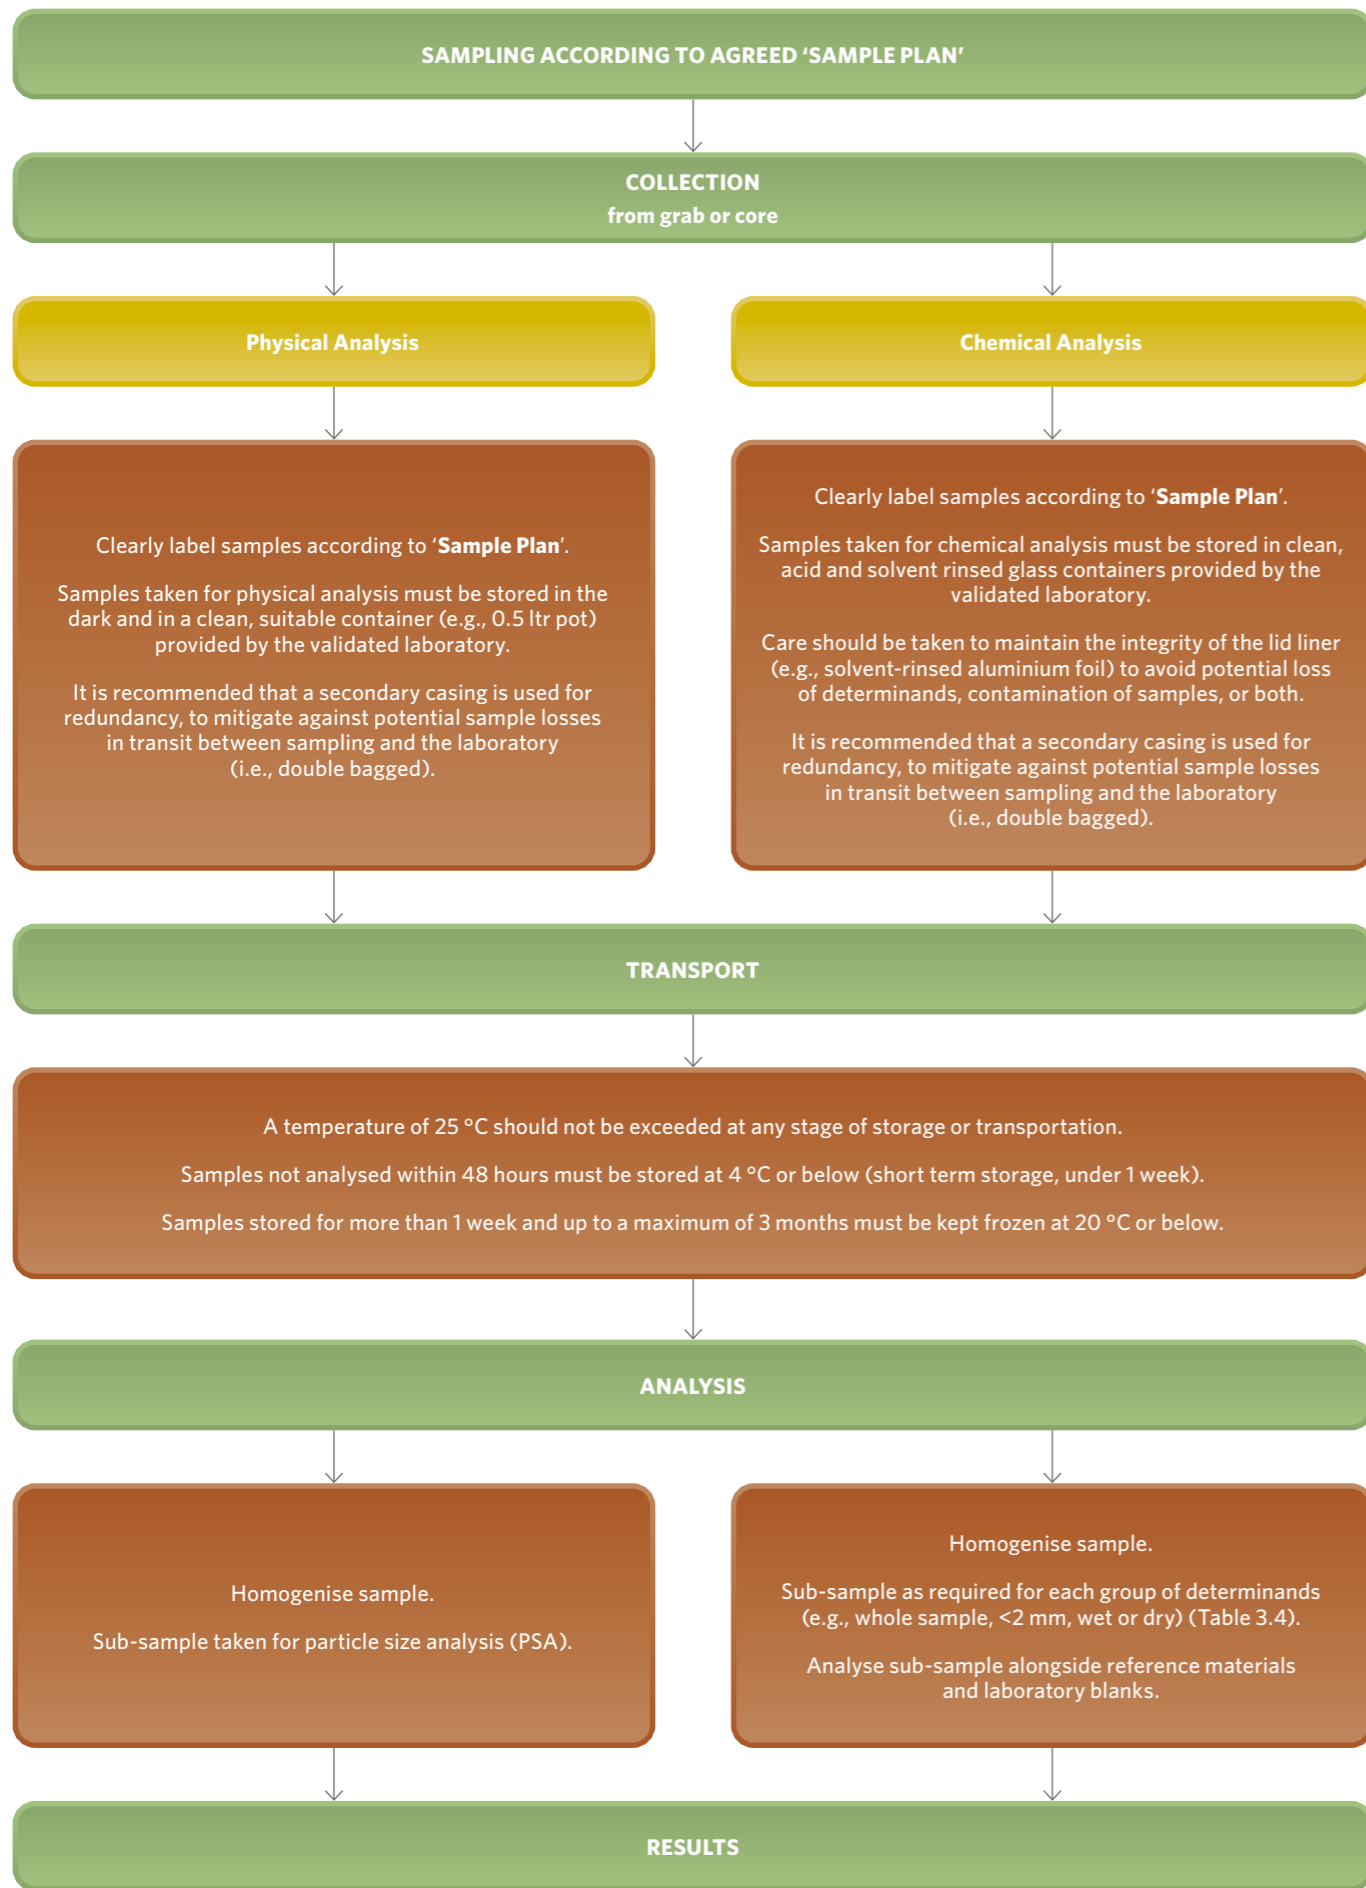 SAMPLING ACCORDING TO AGREED ‘SAMPLE PLAN’
COLLECTION
from grab or core
Physical Analysis
Chemical Analysis
Clearly label samples according to ‘Sample Plan’.
Samples taken for physical analysis must be stored in the
dark and in a clean, suitable container (e.g., 0.5 ltr pot)
provided by the validated laboratory.
It is recommended that a secondary casing is used for
redundancy, to mitigate against potential sample losses
in transit between sampling and the laboratory
(i.e., double bagged).
Clearly label samples according to ‘Sample Plan’.
Samples taken for chemical analysis must be stored in clean,
acid and solvent rinsed glass containers provided by the
validated laboratory.
Care should be taken to maintain the integrity of the lid liner
(e.g., solvent-rinsed aluminium foil) to avoid potential loss
of determinands, contamination of samples, or both.
It is recommended that a secondary casing is used for
redundancy, to mitigate against potential sample losses
in transit between sampling and the laboratory
(i.e., double bagged).
TRANSPORT
A temperature of 25 °C should not be exceeded at any stage of storage or transportation.
Samples not analysed within 48 hours must be stored at 4 °C or below (short term storage, under 1 week).
Samples stored for more than 1 week and up to a maximum of 3 months must be kept frozen at 20 °C or below.
ANALYSIS
Homogenise sample.
Sub-sample taken for particle size analysis (PSA).
Homogenise sample.
Sub-sample as required for each group of determinands
(e.g., whole sample, <2 mm, wet or dry) (Table 3.4).
Analyse sub-sample alongside reference materials
and laboratory blanks.
RESULTS